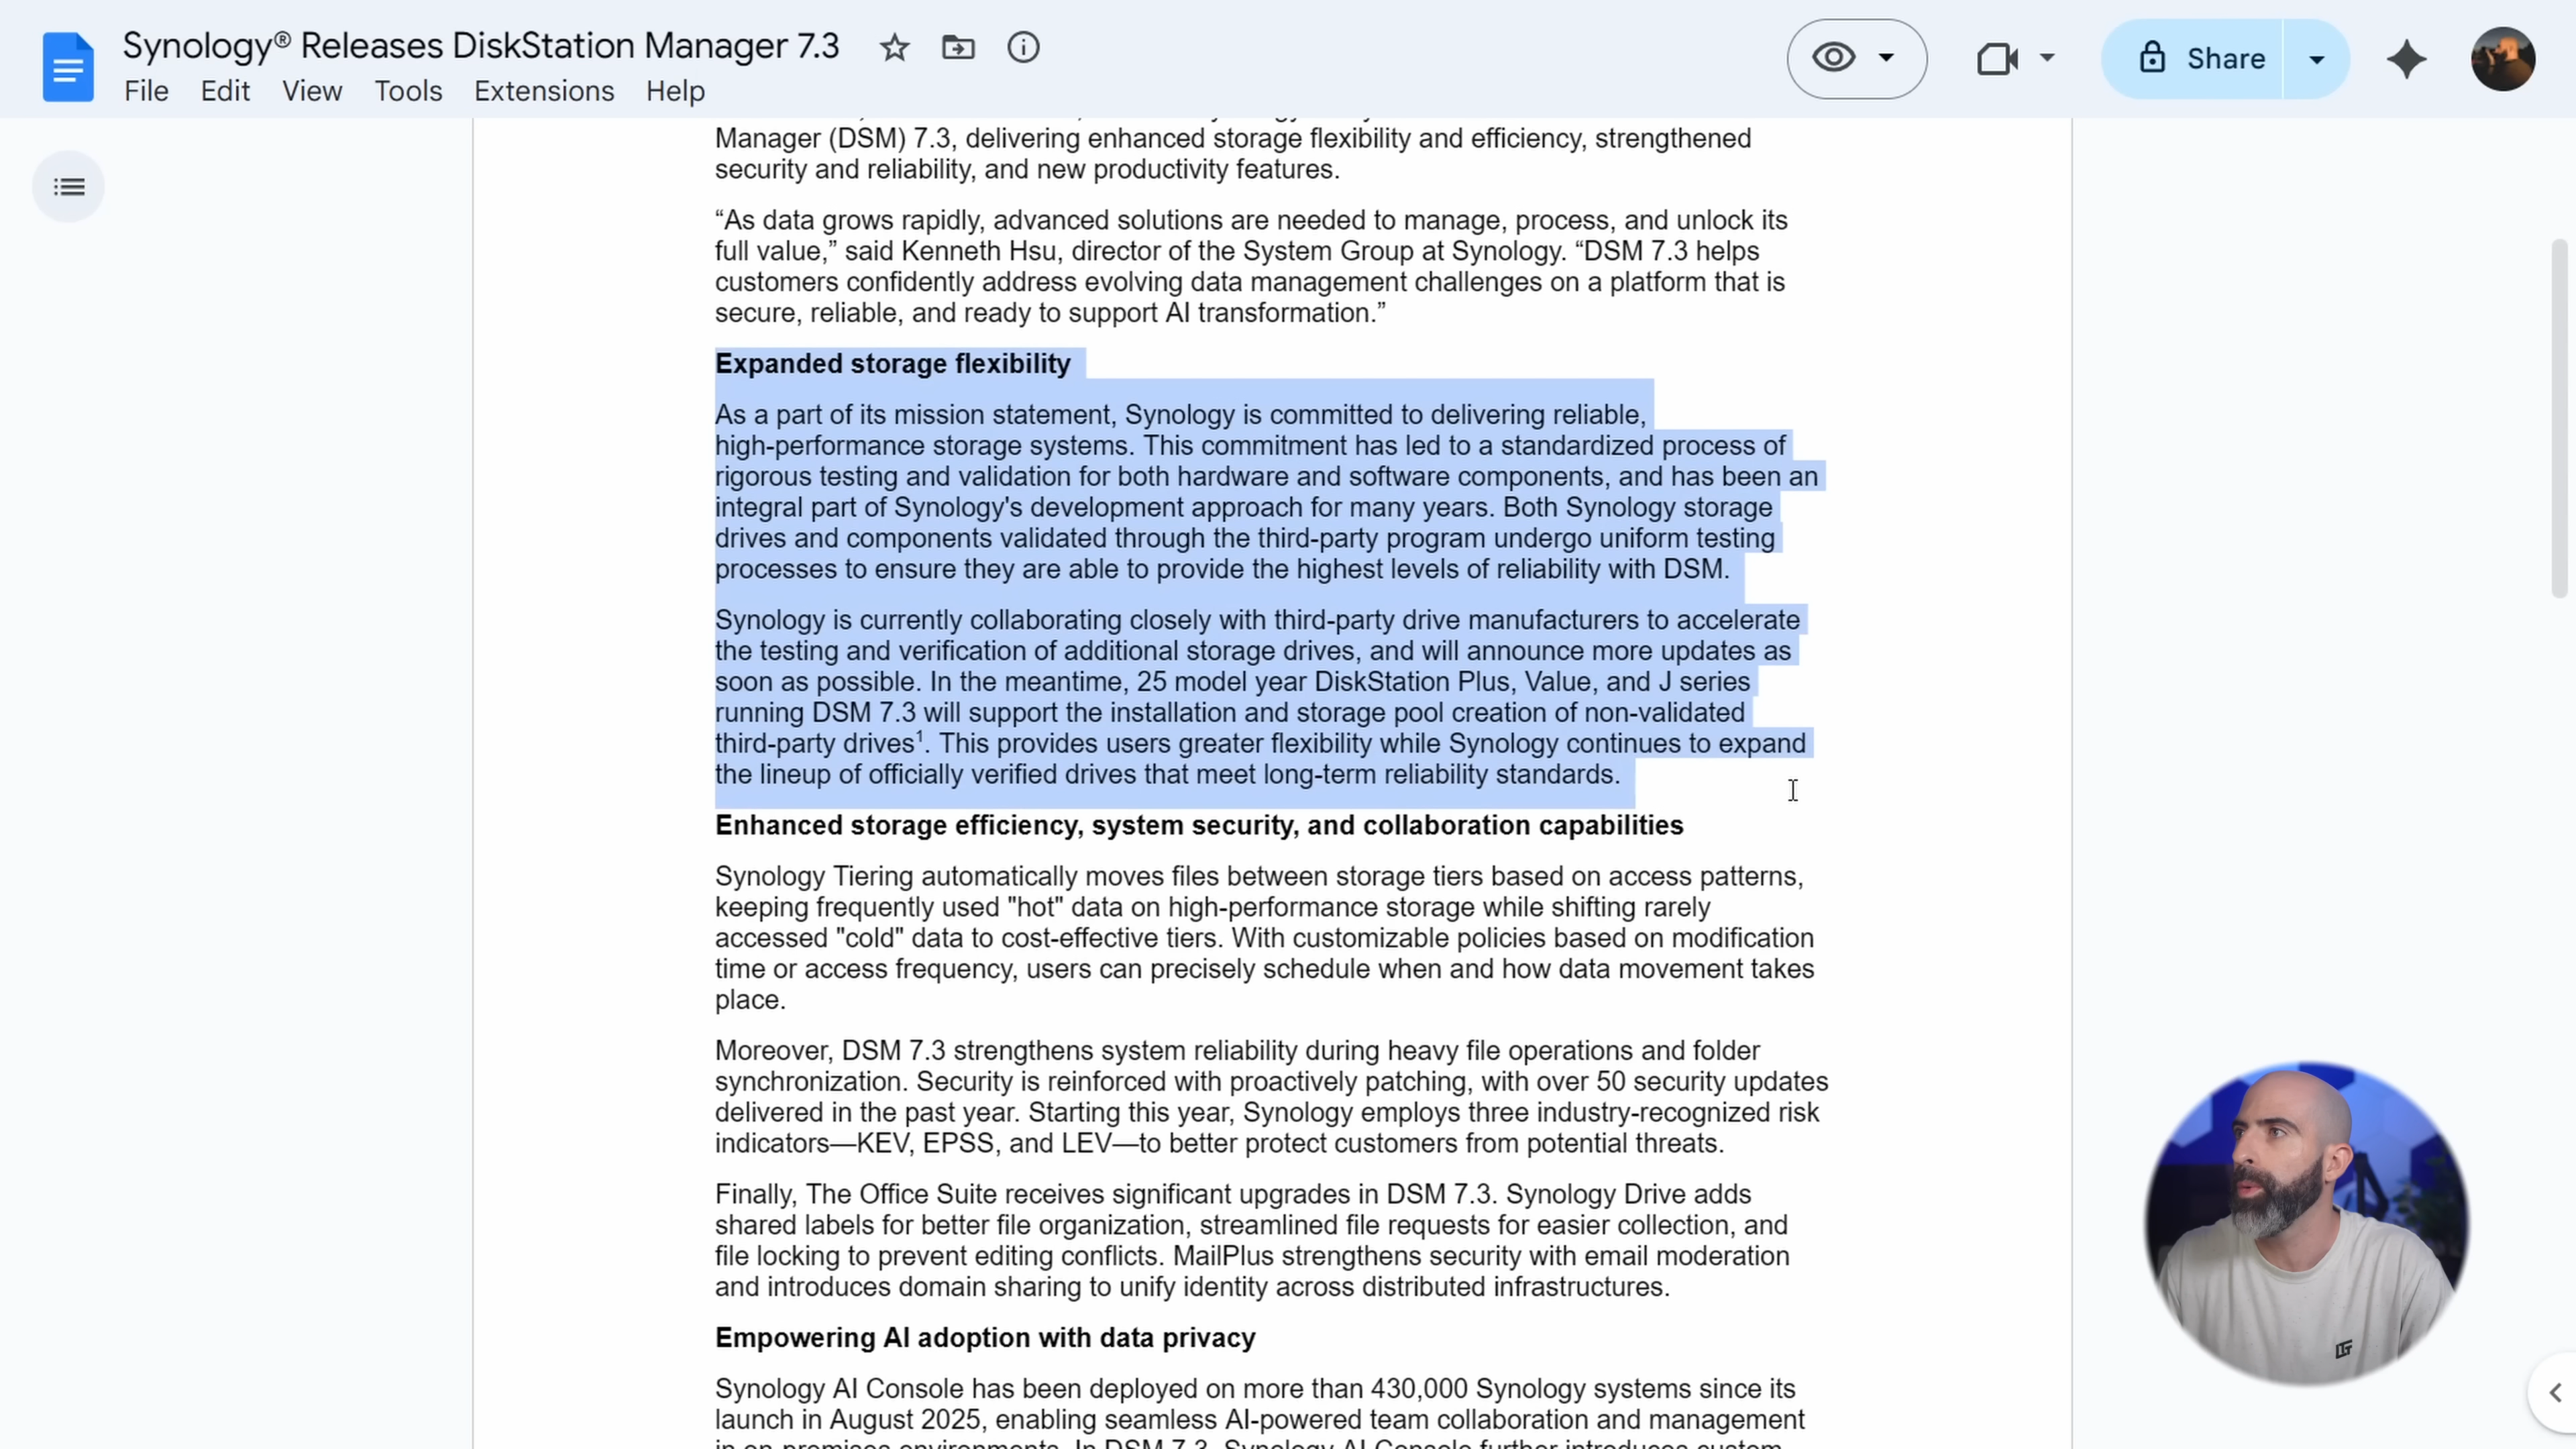 Synology® Releases DiskStation Manager 7.3
File Edit View Tools Extensions Help
Share
Manager (DSM) 7.3, delivering enhanced storage flexibility and efficiency, strengthened
security and reliability, and new productivity features.
“As data grows rapidly, advanced solutions are needed to manage, process, and unlock its
full value,” said Kenneth Hsu, director of the System Group at Synology. “DSM 7.3 helps
customers confidently address evolving data management challenges on a platform that is
secure, reliable, and ready to support AI transformation.”
Expanded storage flexibility
As a part of its mission statement, Synology is committed to delivering reliable,
high-performance storage systems. This commitment has led to a standardized process of
rigorous testing and validation for both hardware and software components, and has been an
integral part of Synology's development approach for many years. Both Synology storage
drives and components validated through the third-party program undergo uniform testing
processes to ensure they are able to provide the highest levels of reliability with DSM.
Synology is currently collaborating closely with third-party drive manufacturers to accelerate
the testing and verification of additional storage drives, and will announce more updates as
soon as possible. In the meantime, 25 model year DiskStation Plus, Value, and J series
running DSM 7.3 will support the installation and storage pool creation of non-validated
third-party drives¹. This provides users greater flexibility while Synology continues to expand
the lineup of officially verified drives that meet long-term reliability standards.
Enhanced storage efficiency, system security, and collaboration capabilities
Synology Tiering automatically moves files between storage tiers based on access patterns,
keeping frequently used "hot" data on high-performance storage while shifting rarely
accessed "cold" data to cost-effective tiers. With customizable policies based on modification
time or access frequency, users can precisely schedule when and how data movement takes
place.
Moreover, DSM 7.3 strengthens system reliability during heavy file operations and folder
synchronization. Security is reinforced with proactively patching, with over 50 security updates
delivered in the past year. Starting this year, Synology employs three industry-recognized risk
indicators—KEV, EPSS, and LEV—to better protect customers from potential threats.
Finally, The Office Suite receives significant upgrades in DSM 7.3. Synology Drive adds
shared labels for better file organization, streamlined file requests for easier collection, and
file locking to prevent editing conflicts. MailPlus strengthens security with email moderation
and introduces domain sharing to unify identity across distributed infrastructures.
Empowering AI adoption with data privacy
Synology AI Console has been deployed on more than 430,000 Synology systems since its
launch in August 2025, enabling seamless AI-powered team collaboration and management
in on-premises environments. In DSM 7.3, Synology AI Console further introduces custom